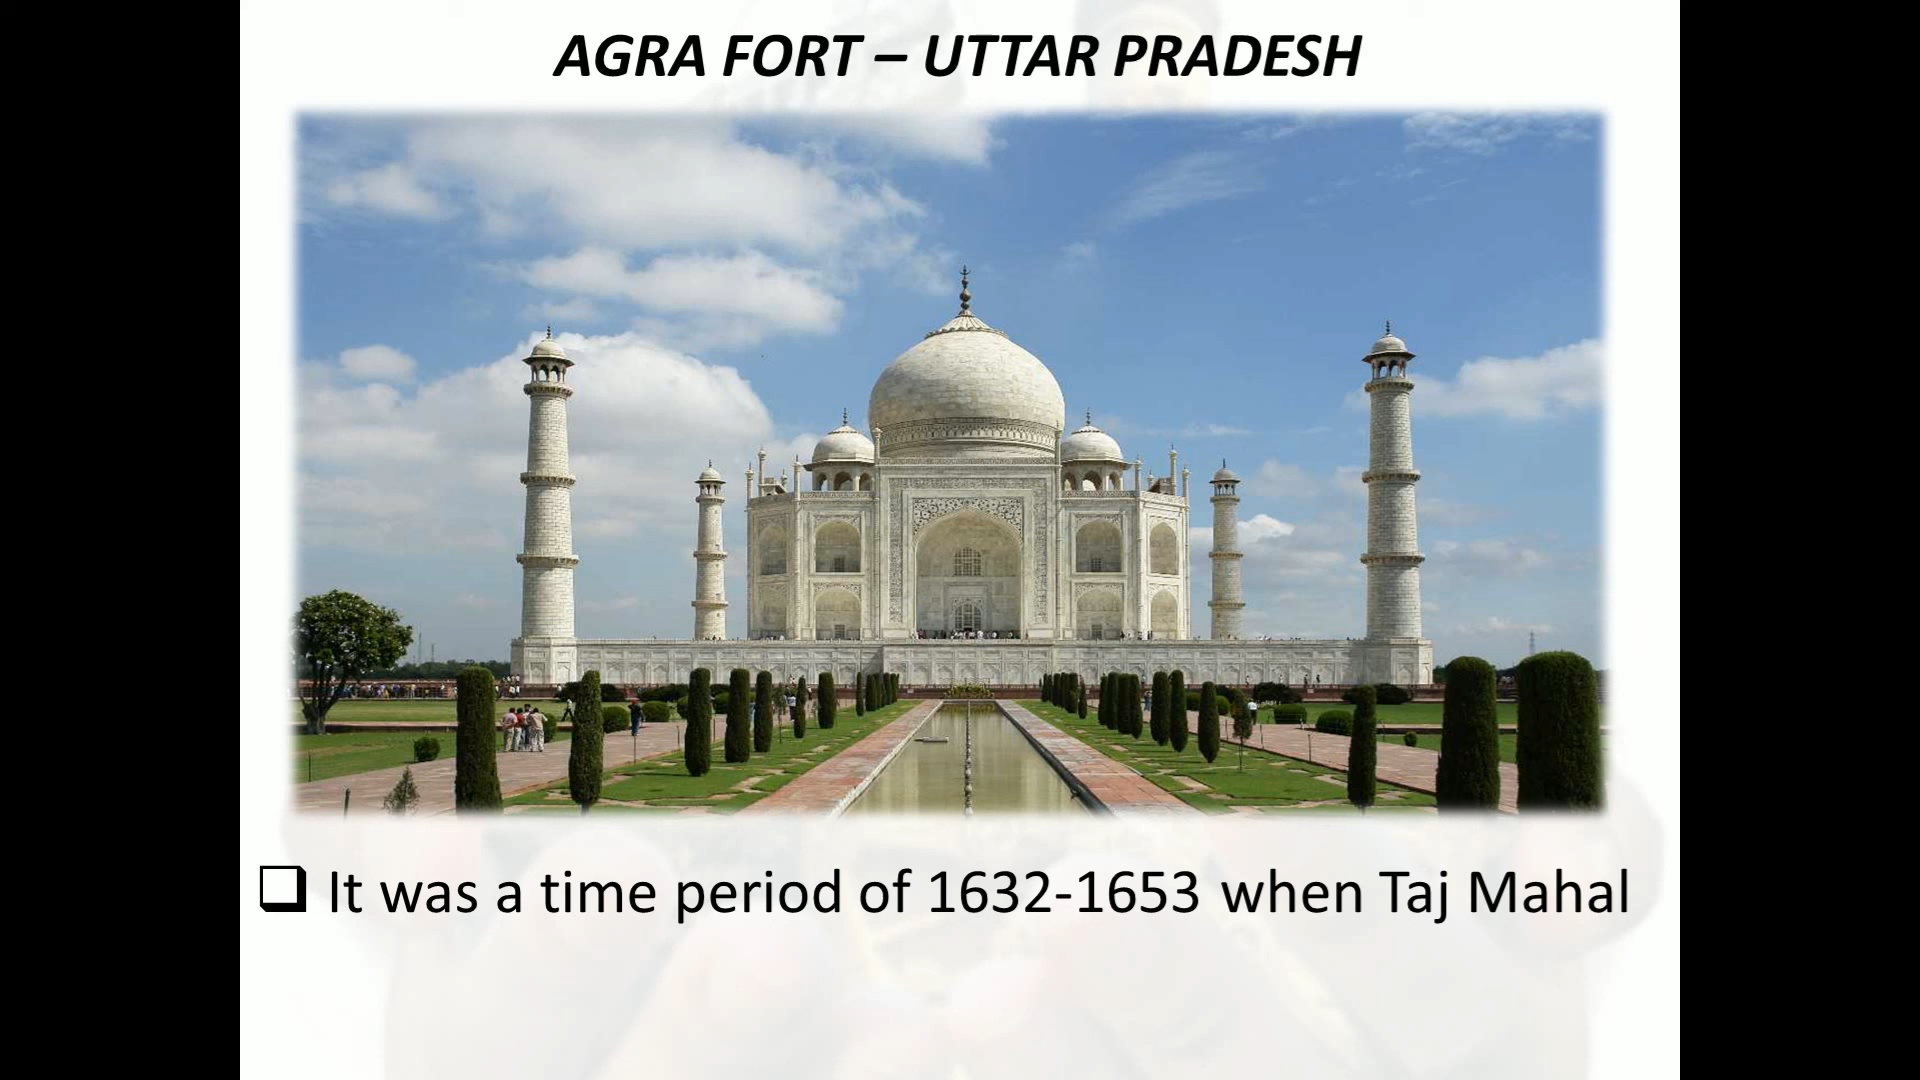 AGRA FORT – UTTAR PRADESH
It was a time period of 1632-1653 when Taj Mahal